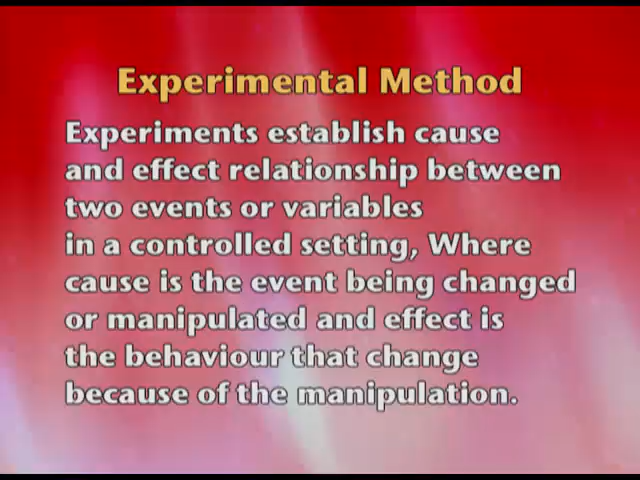 Experimental Method
Experiments establish cause
and effect relationship between
two events or variables
in a controlled setting, Where
cause is the event being changed
or manipulated and effect is
the behaviour that change
because of the manipulation.